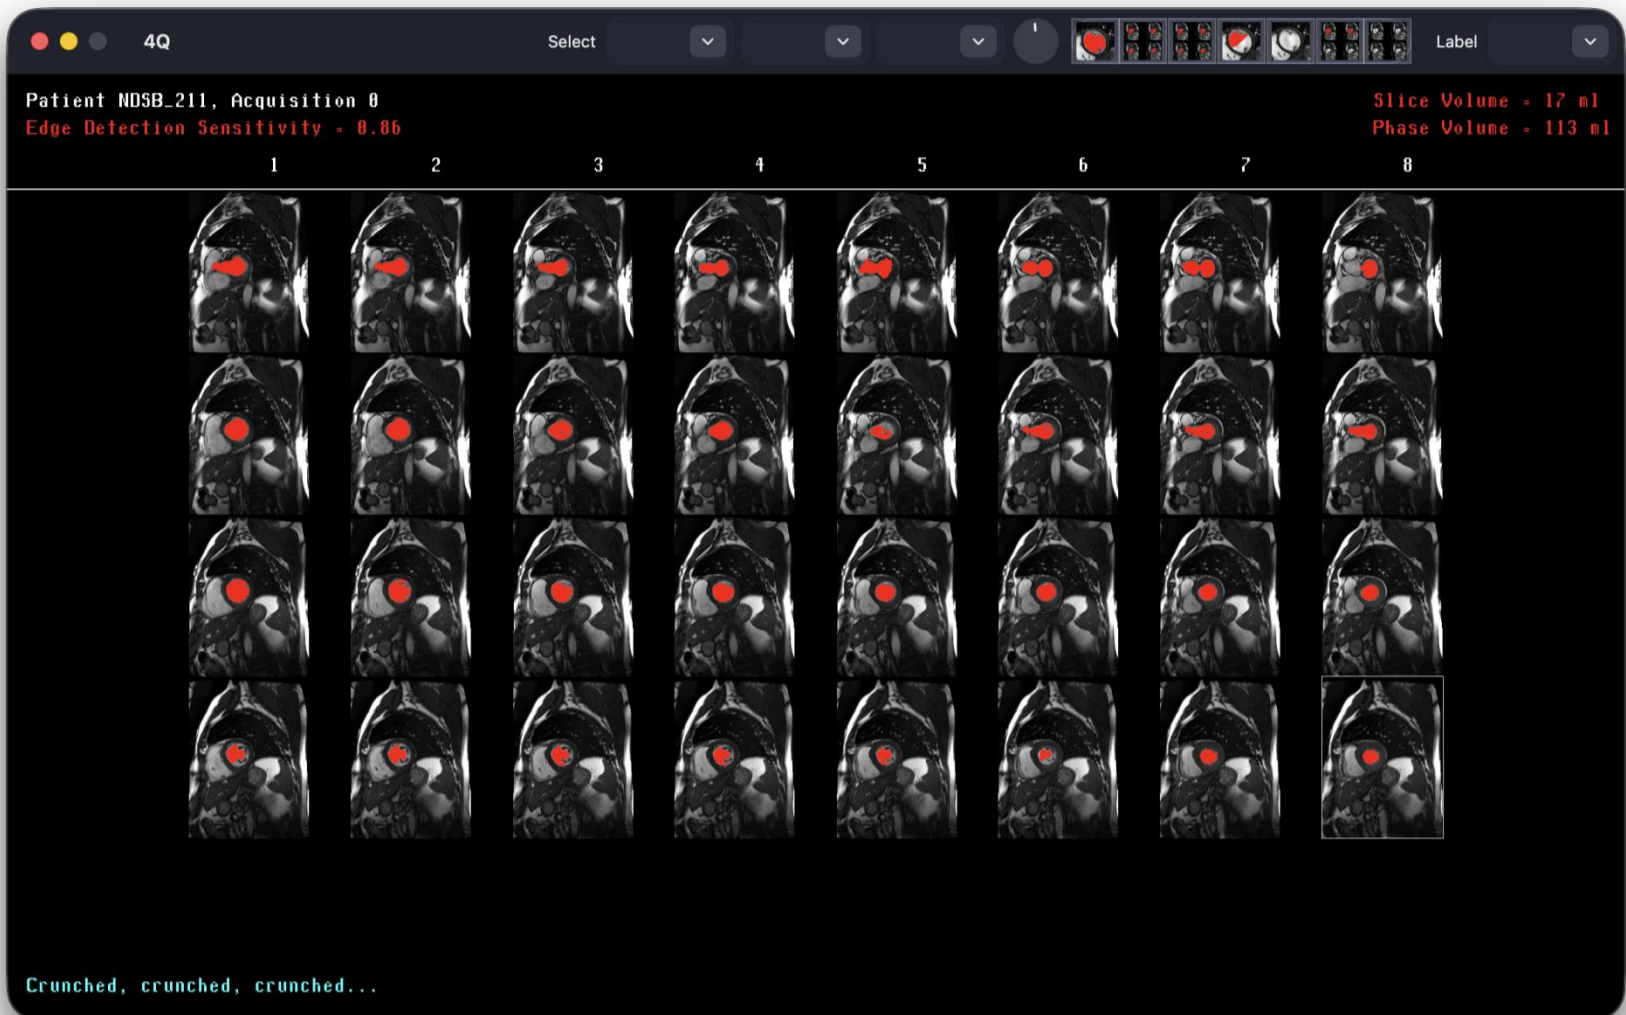 4Q
Select
Label
Patient NDSB_211, Acquisition 0
Slice Volume = 17 ml
Edge Detection Sensitivity = 0.86
Phase Volume = 113 ml
1 2 3 4 5 6 7 8
Crunched, crunched, crunched...